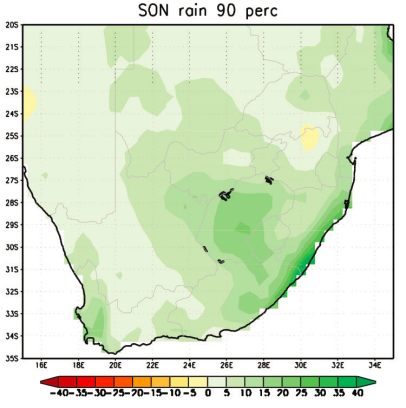 SON rain 90 perc
20S
21S
22S
23S
24S
25S
26S
27S
28S
29S
30S
31S
32S
33S
34S
35S
16E 18E 20E 22E 24E 26E 28E 30E 32E 34E
-40 -35 -30 -25 -20 -15 -10 -5 0 5 10 15 20 25 30 35 40